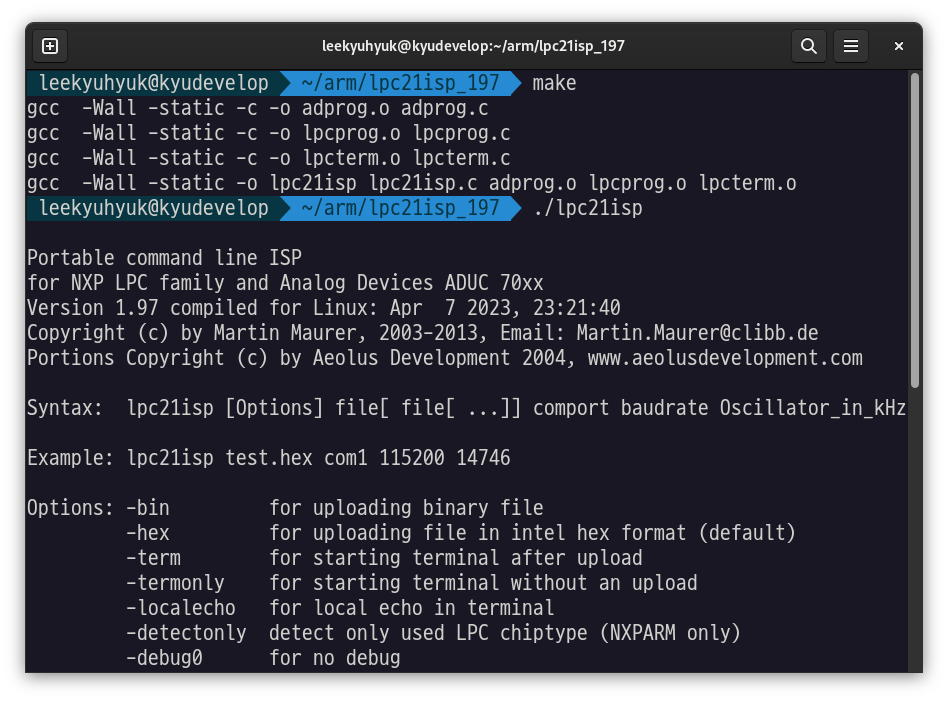 leekyuhyuk@kyudevelop:~/arm/lpc21isp_197
leekyuhyuk@kyudevelop ~/arm/lpc21isp_197 make
gcc  -Wall -static -c -o adprog.o adprog.c
gcc  -Wall -static -c -o lpcprog.o lpcprog.c
gcc  -Wall -static -c -o lpcterm.o lpcterm.c
gcc  -Wall -static -o lpc21isp lpc21isp.c adprog.o lpcprog.o lpcterm.o
leekyuhyuk@kyudevelop ~/arm/lpc21isp_197 ./lpc21isp
Portable command line ISP
for NXP LPC family and Analog Devices ADUC 70xx
Version 1.97 compiled for Linux: Apr  7 2023, 23:21:40
Copyright (c) by Martin Maurer, 2003-2013, Email: Martin.Maurer@clibb.de
Portions Copyright (c) by Aeolus Development 2004, www.aeolusdevelopment.com
Syntax:  lpc21isp [Options] file[ file[ ...]] comport baudrate Oscillator_in_kHz
Example: lpc21isp test.hex com1 115200 14746
Options: -bin         for uploading binary file
         -hex         for uploading file in intel hex format (default)
         -term        for starting terminal after upload
         -termonly    for starting terminal without an upload
         -localecho   for local echo in terminal
         -detectonly  detect only used LPC chiptype (NXPARM only)
         -debug0      for no debug